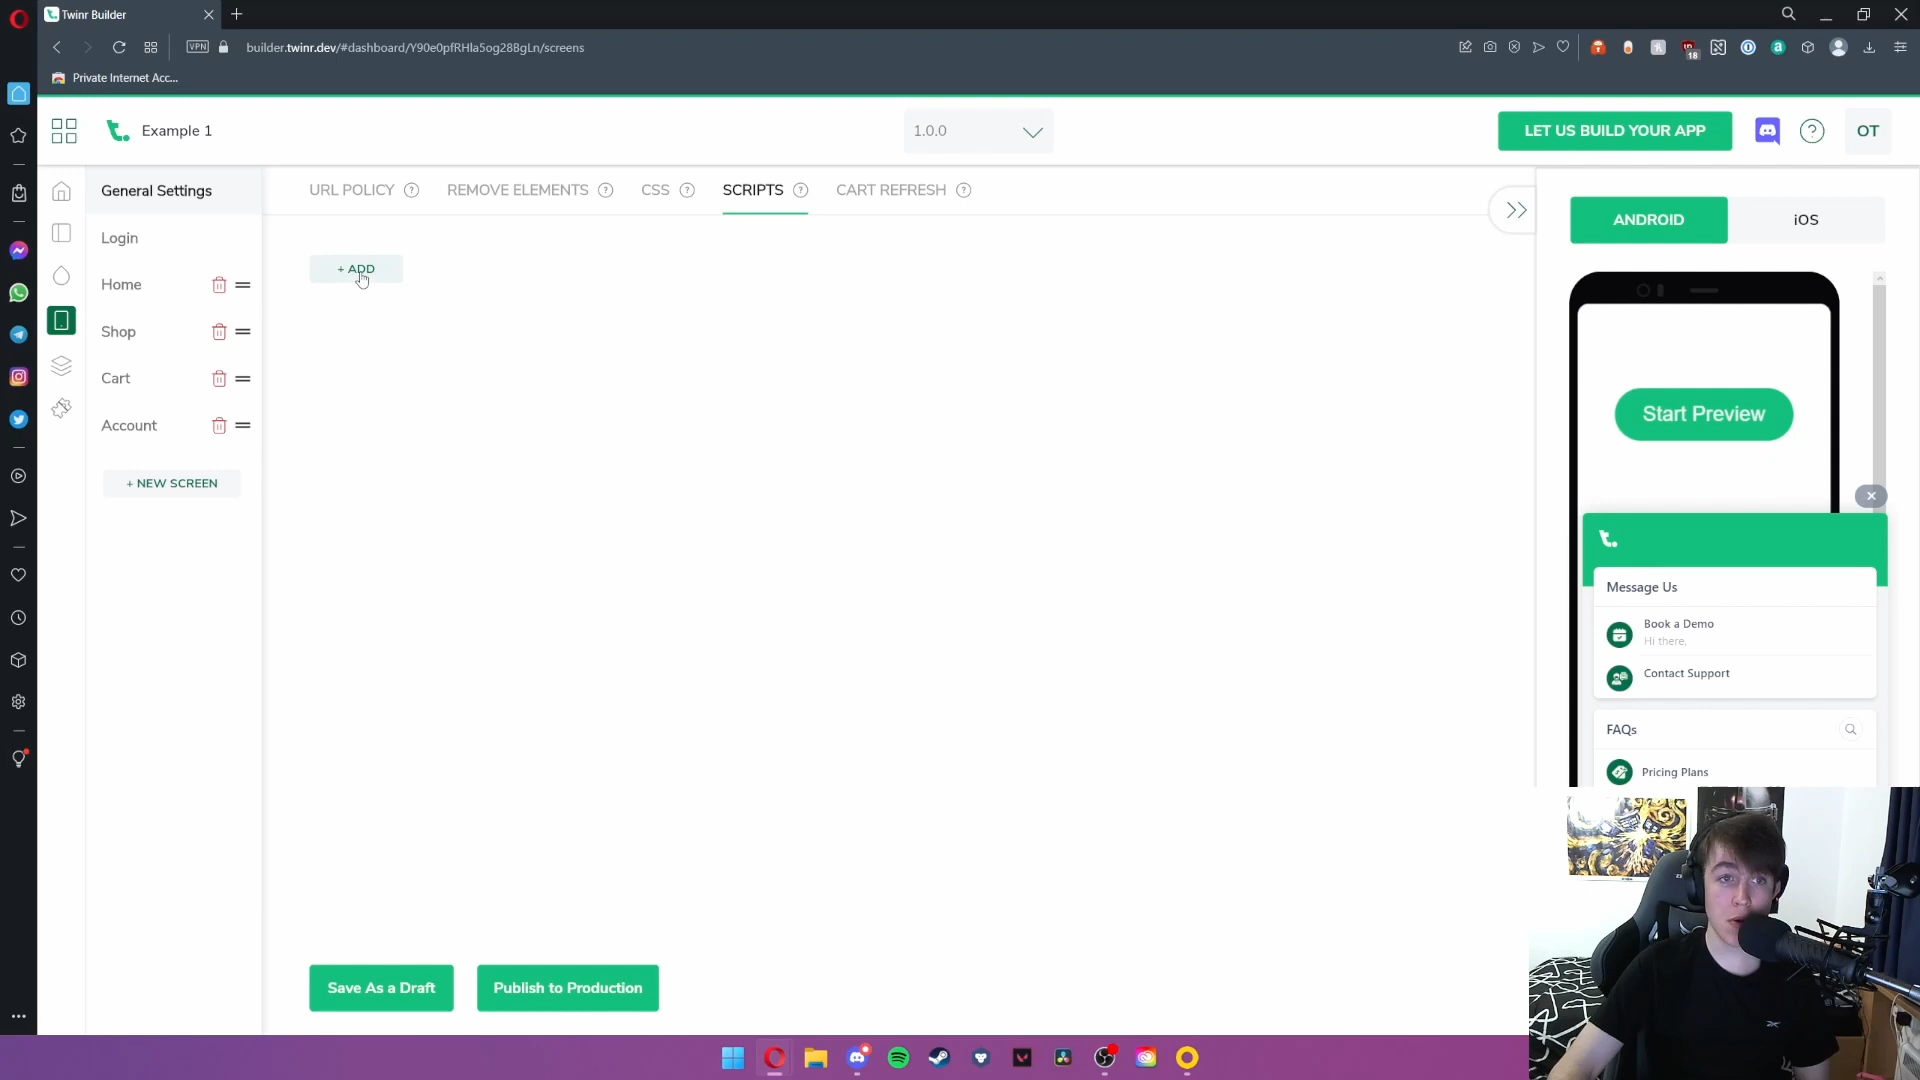 Twinr Builder
VPN
builder.twinr.dev/#dashboard/Y90e0pfRHla5og28BgLn/screens
18
Private Internet Acc...
Example 1
1.0.0
LET US BUILD YOUR APP
OT
General Settings
URL POLICY
REMOVE ELEMENTS
CSS
SCRIPTS
CART REFRESH
ANDROID
iOS
Login
+ ADD
Home
Shop
Cart
Account
+ NEW SCREEN
Start Preview
Message Us
Book a Demo
Hi there,
Contact Support
FAQs
Pricing Plans
Save As a Draft
Publish to Production